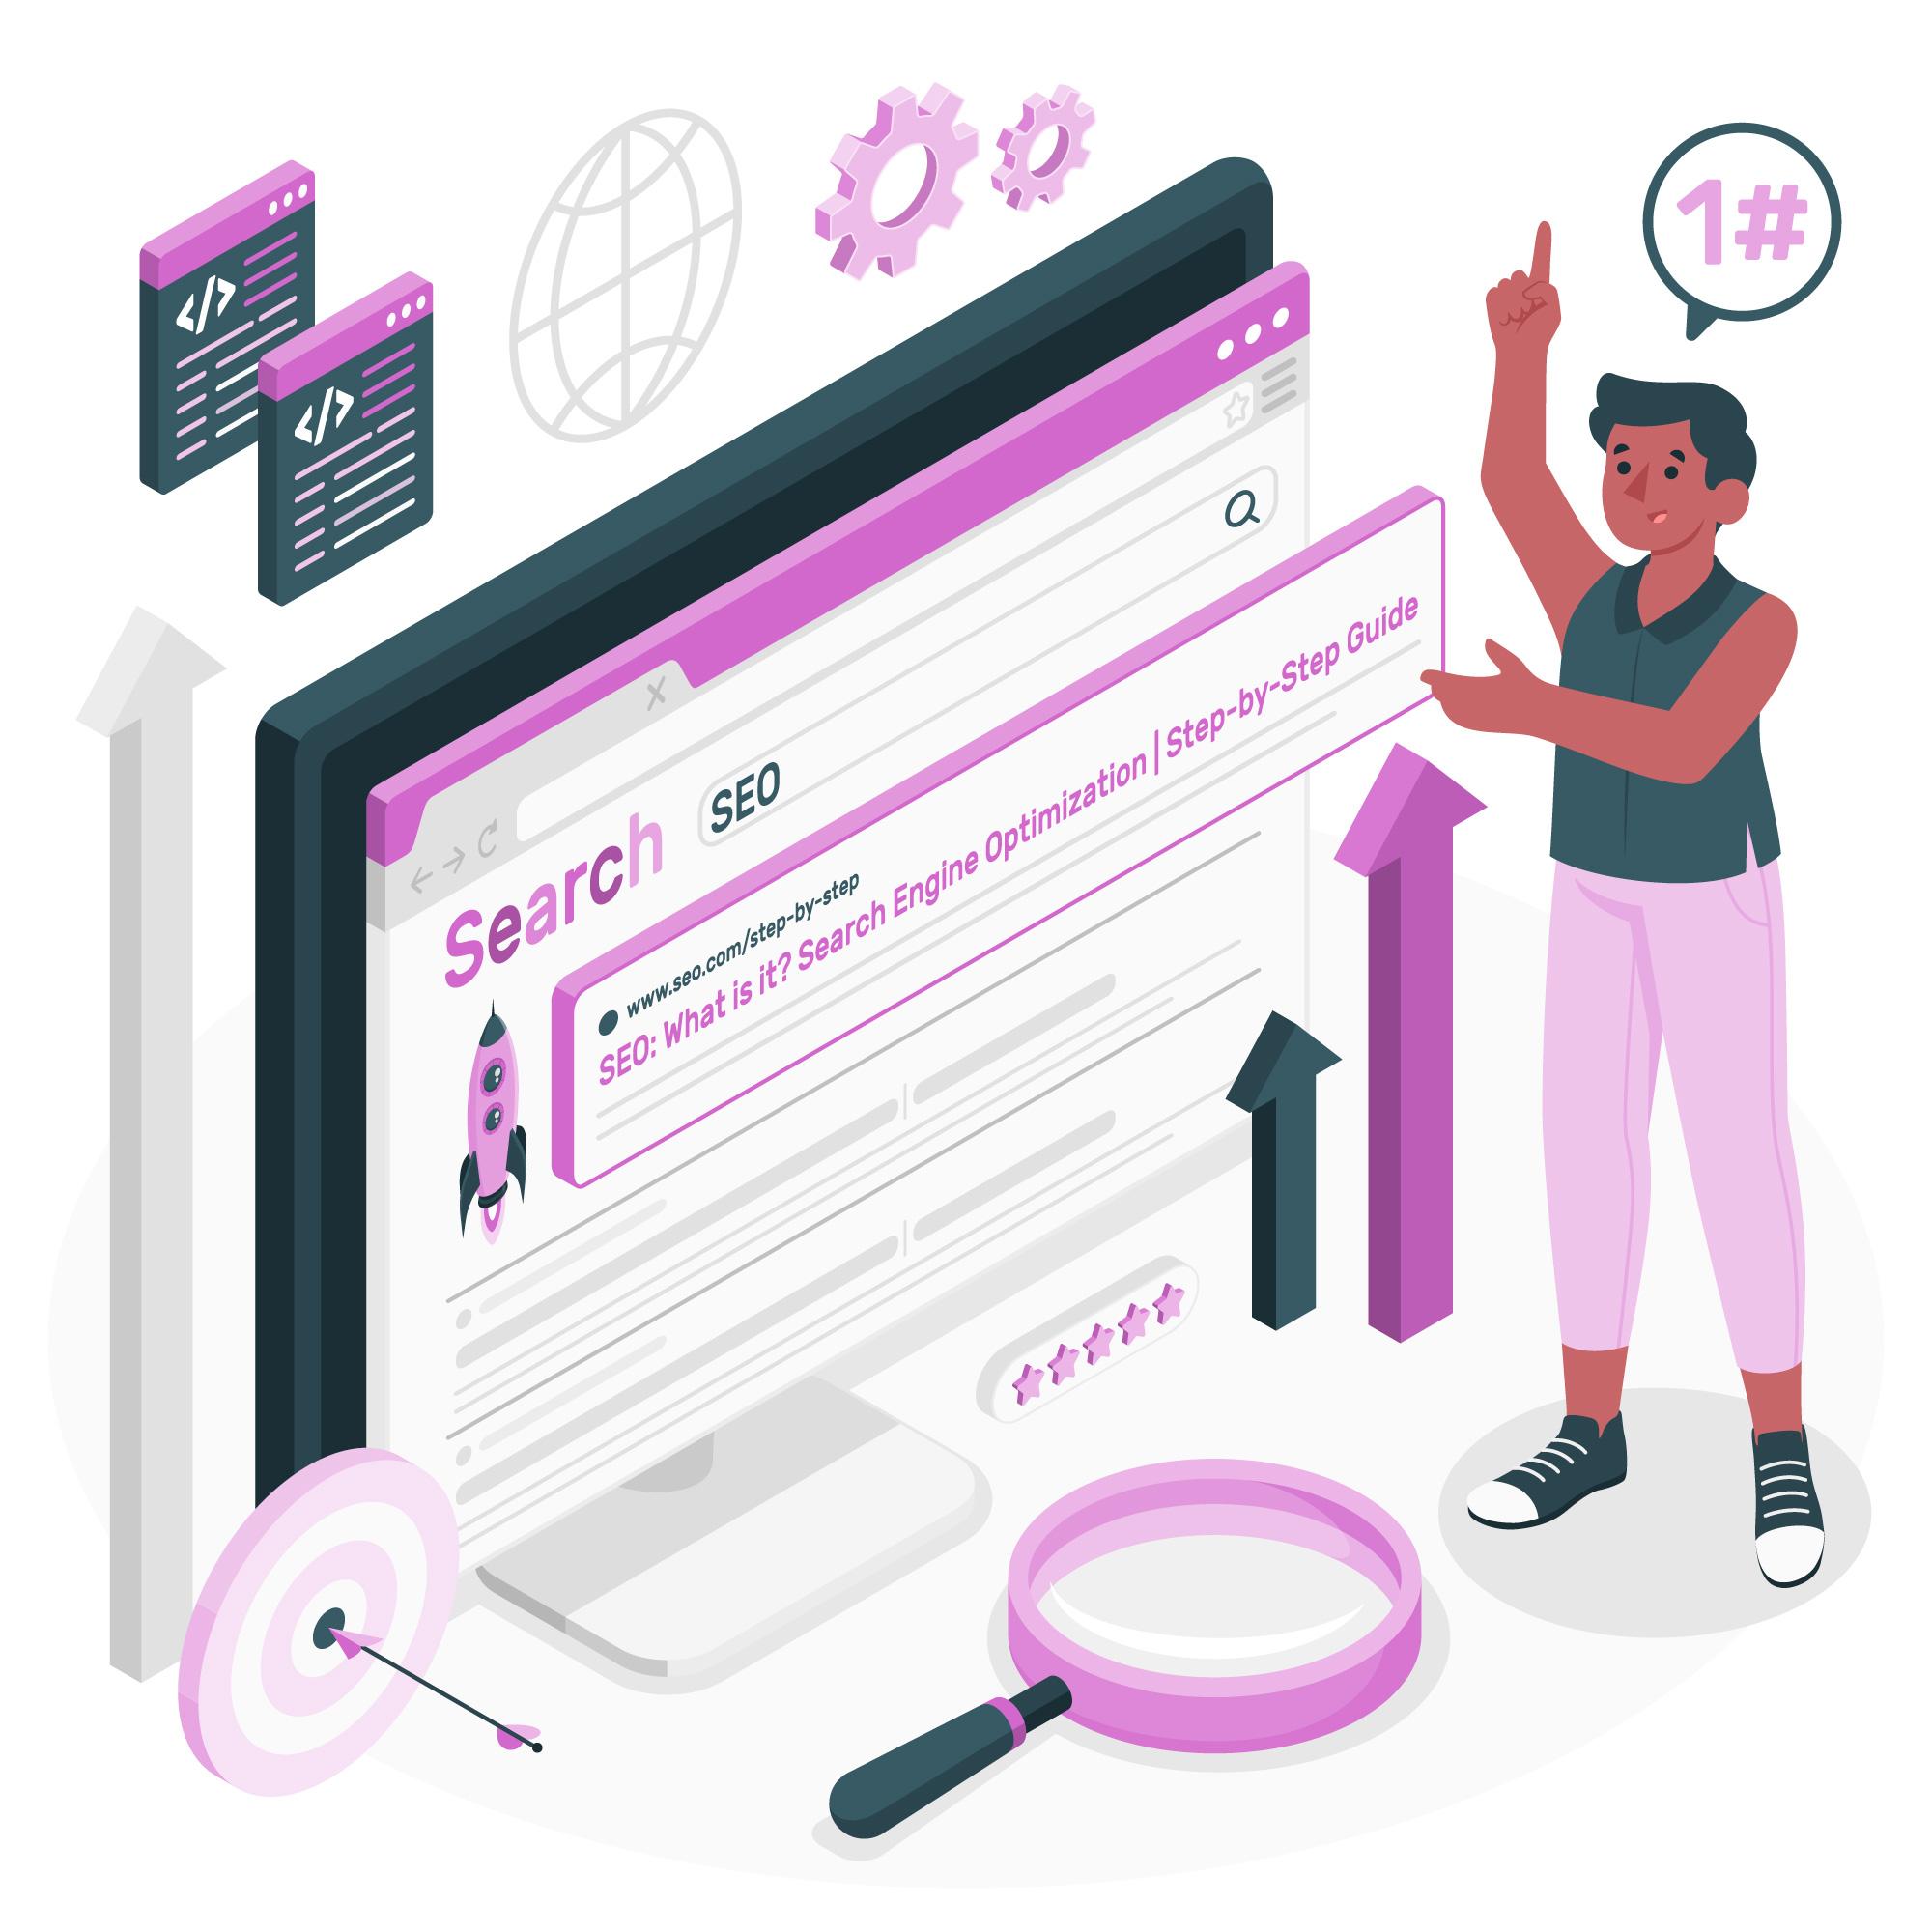 1#
</>
</>
Search
SEO
www.seo.com/step-by-step
SEO: What is it? Search Engine Optimization | Step-by-Step Guide